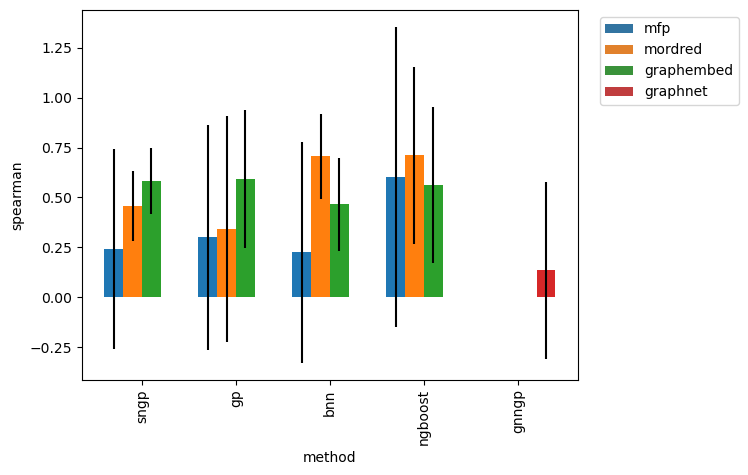 mfp
mordred
graphembed
graphnet
1.25
1.00
0.75
0.50
0.25
0.00
−0.25
spearman
sngp
gp
bnn
ngboost
gnngp
method